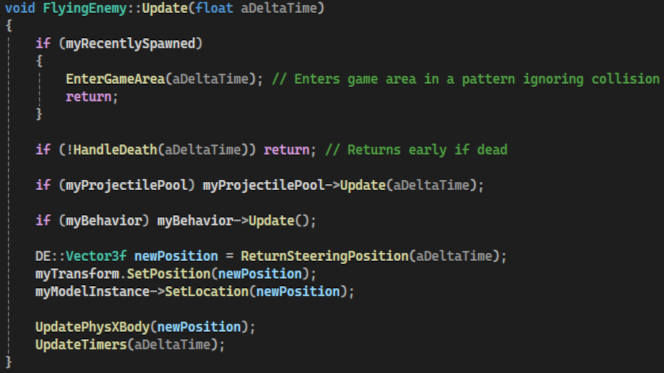 void FlyingEnemy::Update(float aDeltaTime)
{
    if (myRecentlySpawned)
    {
        EnterGameArea(aDeltaTime); // Enters game area in a pattern ignoring collision
        return;
    }

    if (!HandleDeath(aDeltaTime)) return; // Returns early if dead

    if (myProjectilePool) myProjectilePool->Update(aDeltaTime);

    if (myBehavior) myBehavior->Update();

    DE::Vector3f newPosition = ReturnSteeringPosition(aDeltaTime);
    myTransform.SetPosition(newPosition);
    myModelInstance->SetLocation(newPosition);

    UpdatePhysXBody(newPosition);
    UpdateTimers(aDeltaTime);
}